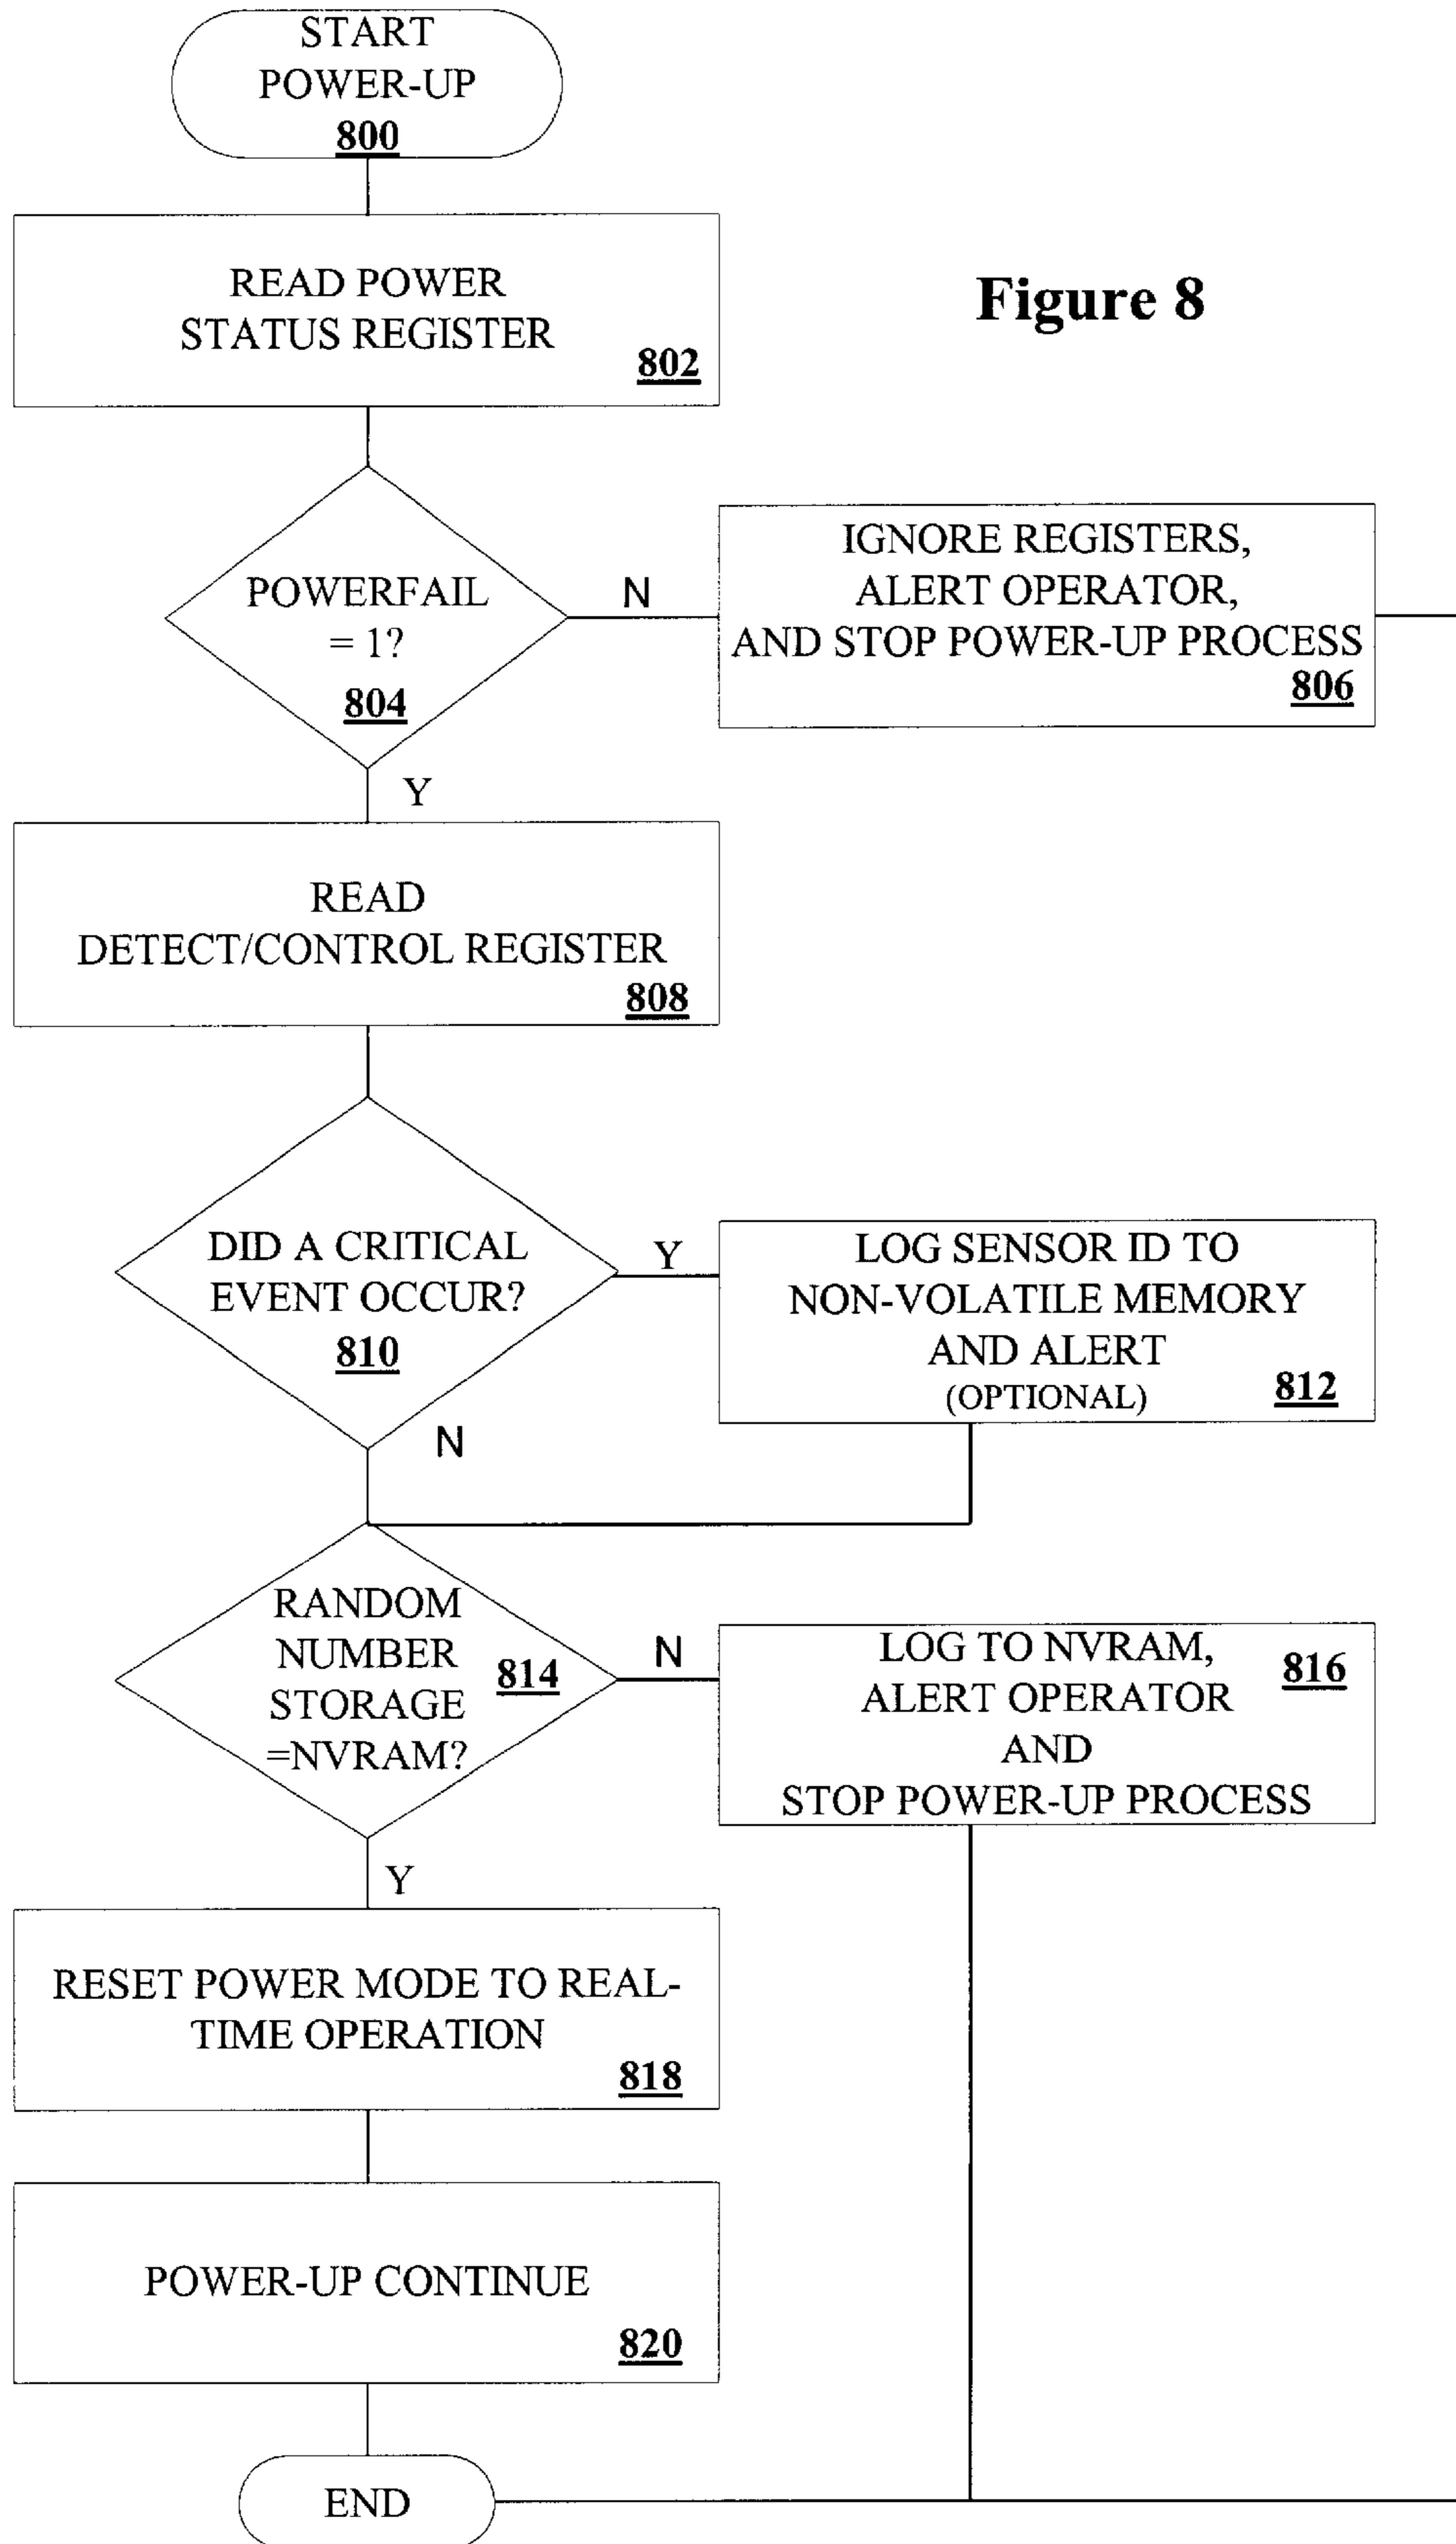 START
POWER-UP
800
READ POWER
STATUS REGISTER
802
Figure 8
POWERFAIL
= 1?
804
N
IGNORE REGISTERS,
ALERT OPERATOR,
AND STOP POWER-UP PROCESS
806
Y
READ
DETECT/CONTROL REGISTER
808
DID A CRITICAL
EVENT OCCUR?
810
Y
LOG SENSOR ID TO
NON-VOLATILE MEMORY
AND ALERT
(OPTIONAL)
812
N
RANDOM
NUMBER
STORAGE
=NVRAM?
814
N
LOG TO NVRAM,
ALERT OPERATOR
AND
STOP POWER-UP PROCESS
816
Y
RESET POWER MODE TO REAL-
TIME OPERATION
818
POWER-UP CONTINUE
820
END